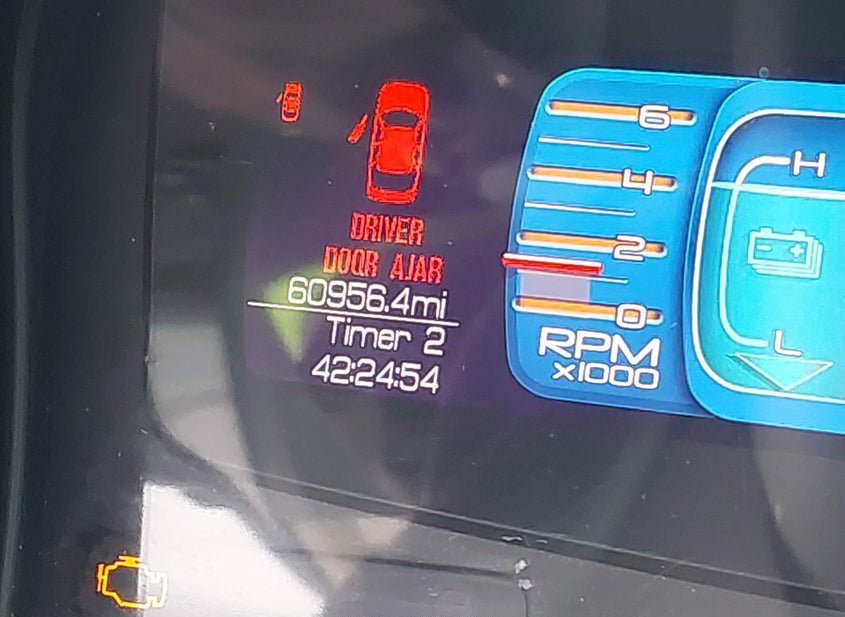 DRIVER
DOOR AJAR
60956.4mi
Timer 2
42:24:54
6
4
2
0
RPM
x1000
H
- +
L